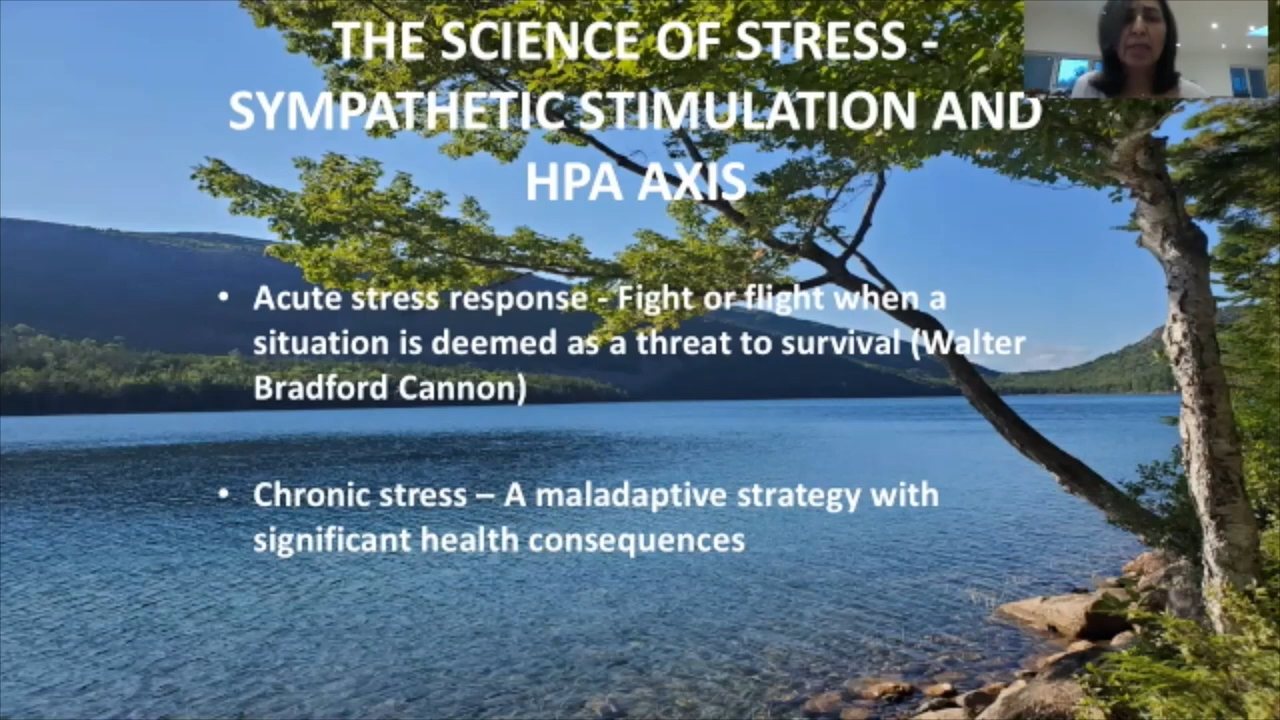 THE SCIENCE OF STRESS -
SYMPATHETIC STIMULATION AND
HPA AXIS
• Acute stress response - Fight or flight when a
situation is deemed as a threat to survival (Walter
Bradford Cannon)
• Chronic stress – A maladaptive strategy with
significant health consequences